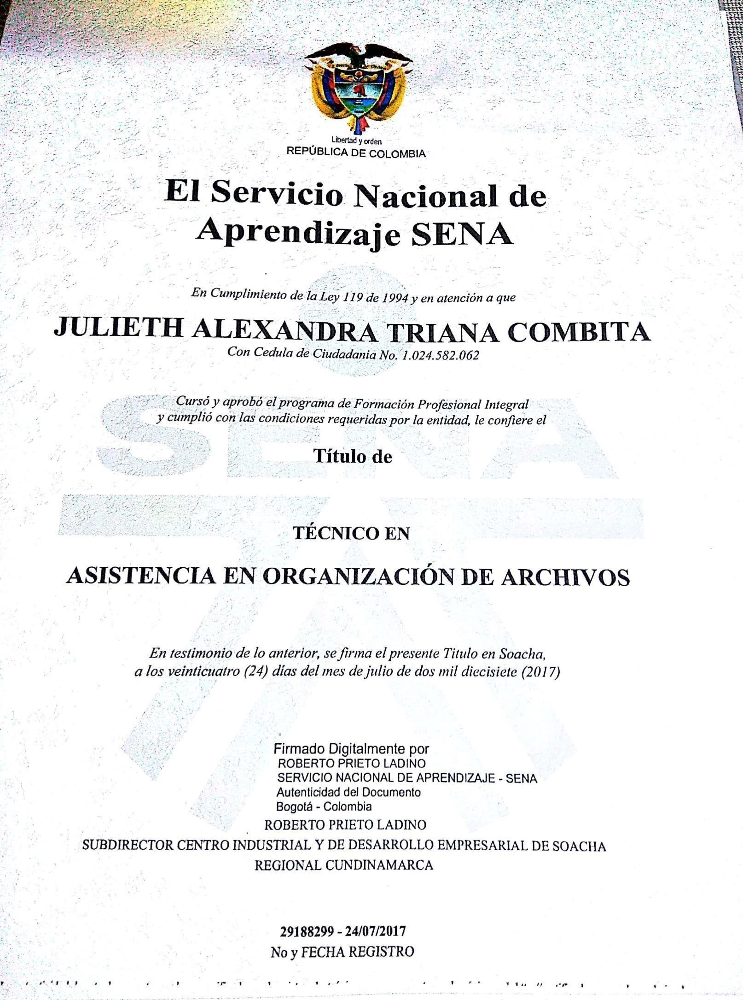 Libertad y orden
REPÚBLICA DE COLOMBIA
El Servicio Nacional de
Aprendizaje SENA
En Cumplimiento de la Ley 119 de 1994 y en atención a que
JULIETH ALEXANDRA TRIANA COMBITA
Con Cedula de Ciudadania No. 1.024.582.062
Cursó y aprobó el programa de Formación Profesional Integral
y cumplió con las condiciones requeridas por la entidad, le confiere el
SENA
Título de
TÉCNICO EN
ASISTENCIA EN ORGANIZACIÓN DE ARCHIVOS
En testimonio de lo anterior, se firma el presente Titulo en Soacha,
a los veinticuatro (24) días del mes de julio de dos mil diecisiete (2017)
Firmado Digitalmente por
ROBERTO PRIETO LADINO
SERVICIO NACIONAL DE APRENDIZAJE - SENA
Autenticidad del Documento
Bogotá - Colombia
ROBERTO PRIETO LADINO
SUBDIRECTOR CENTRO INDUSTRIAL Y DE DESARROLLO EMPRESARIAL DE SOACHA
REGIONAL CUNDINAMARCA
29188299 - 24/07/2017
No y FECHA REGISTRO